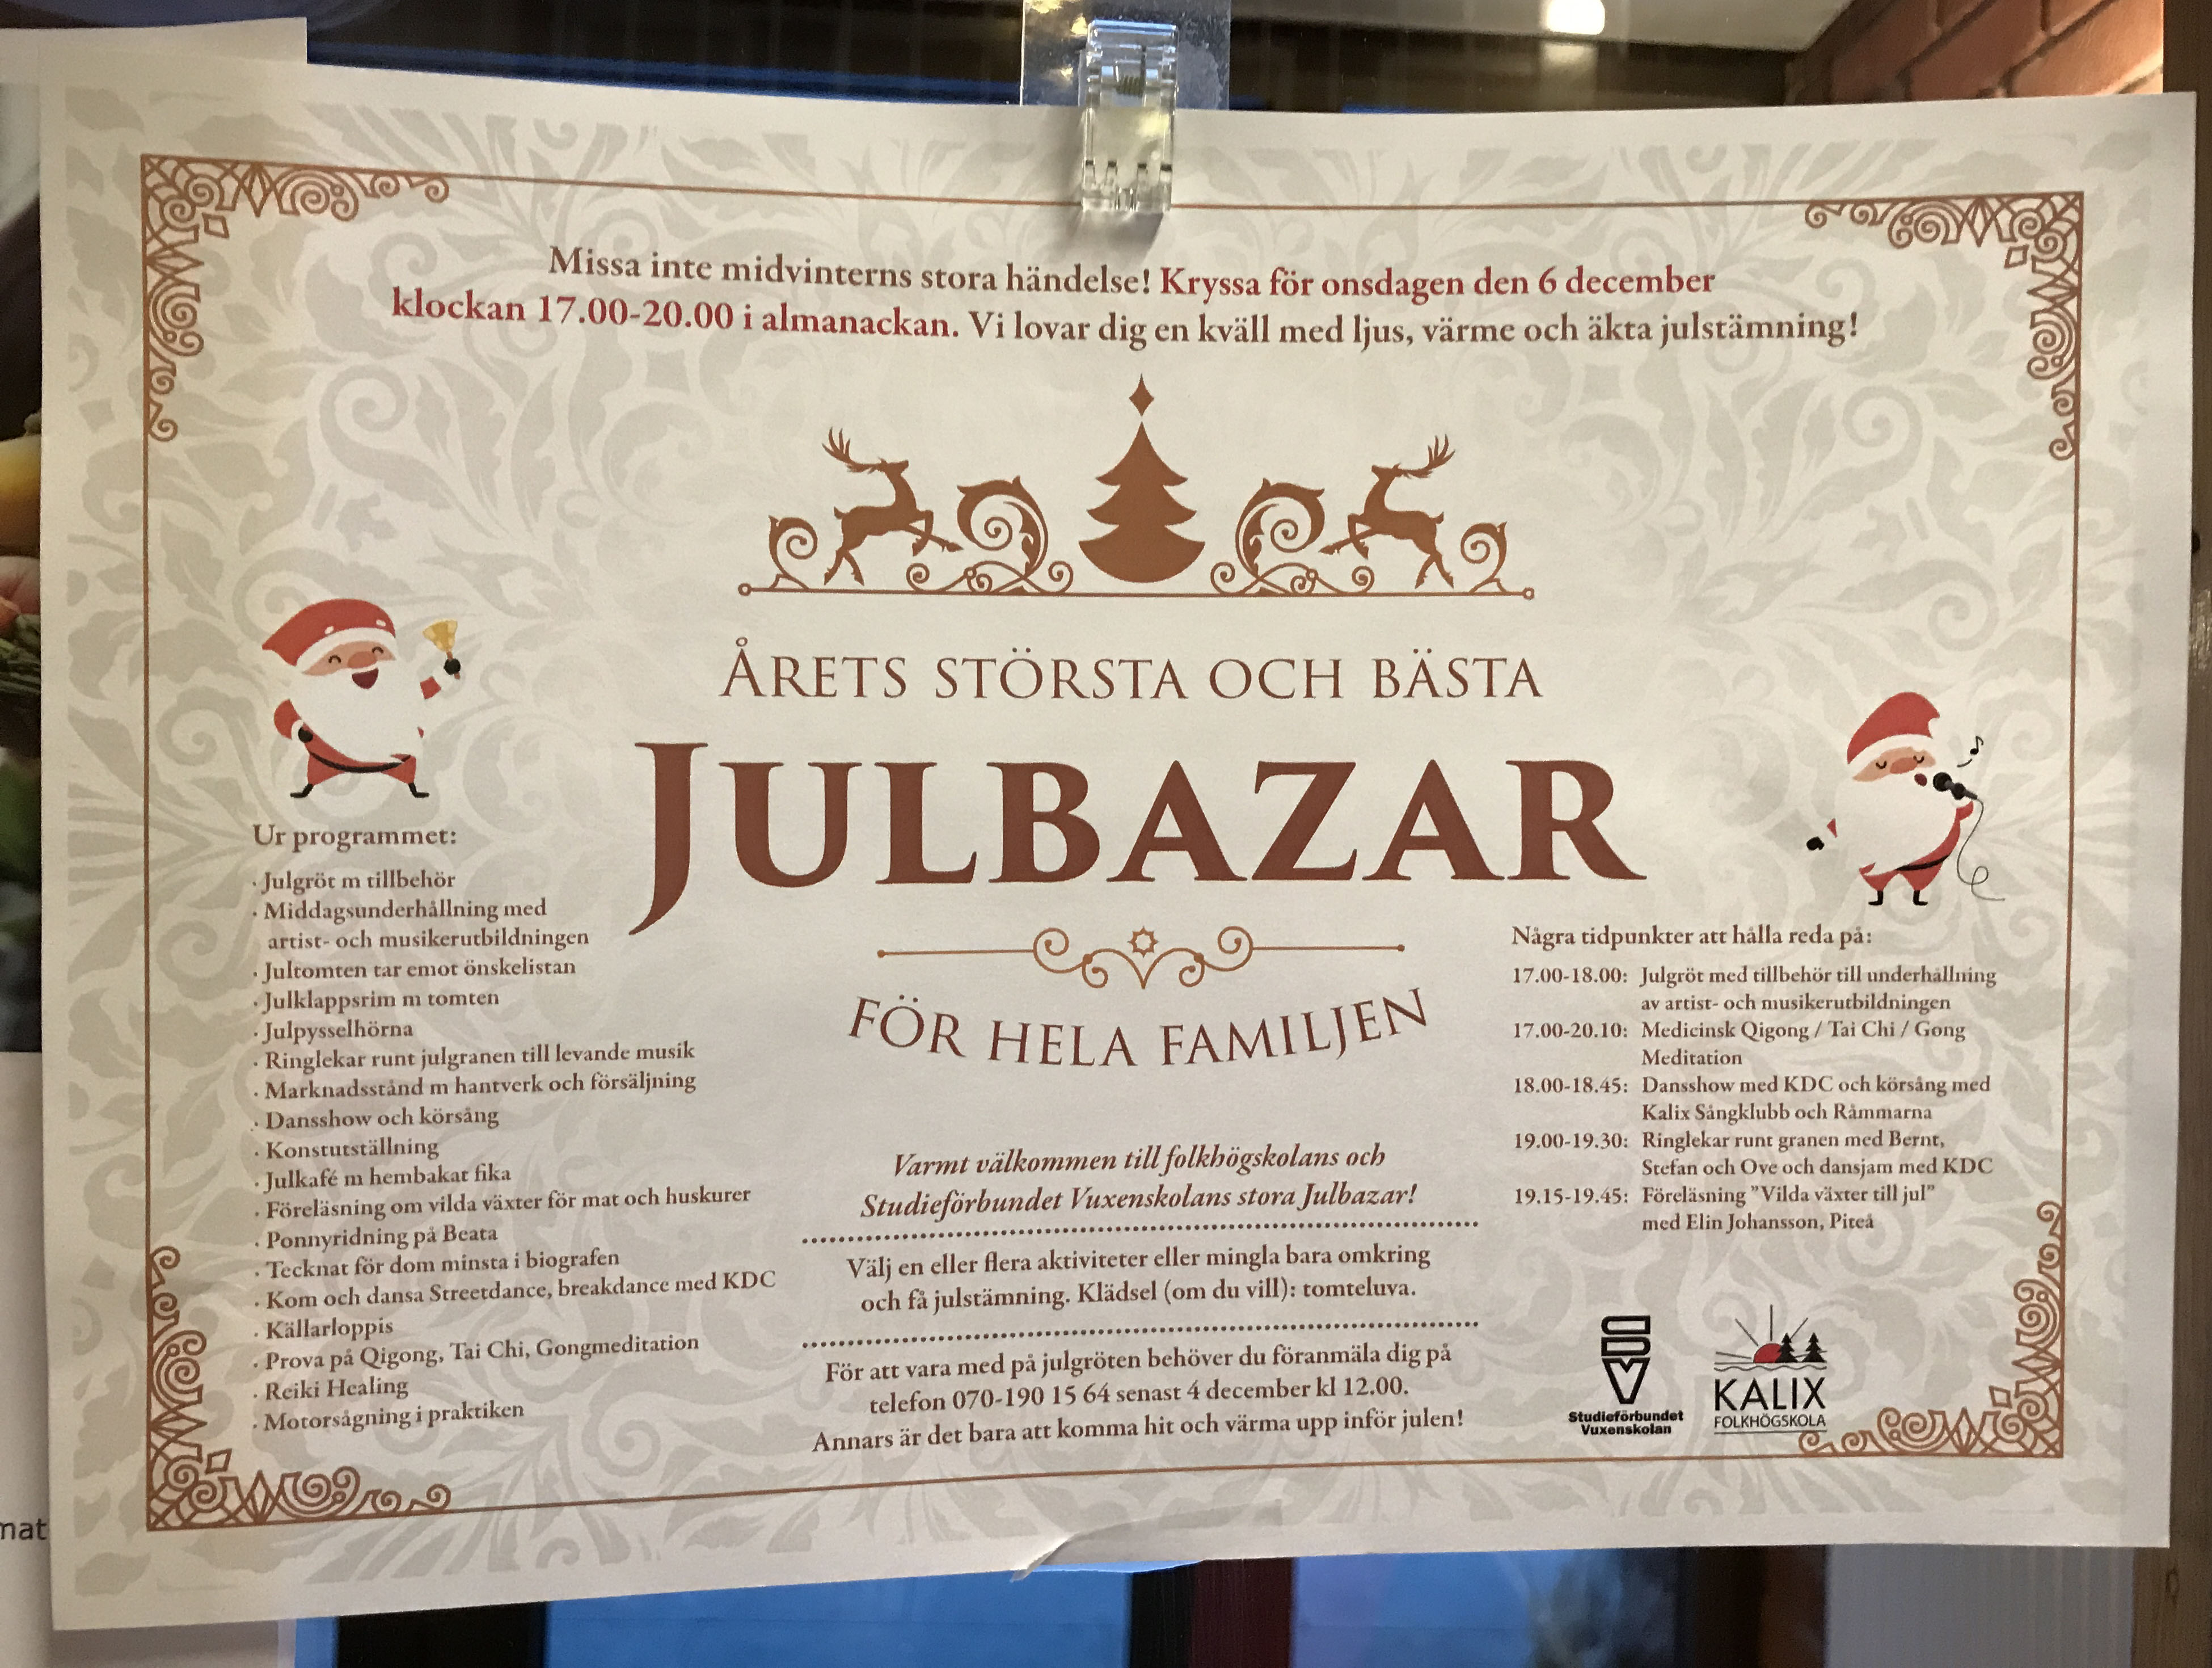 Missa inte midvinterns stora händelse! Kryssa för onsdagen den 6 december
klockan 17.00-20.00 i almanackan. Vi lovar dig en kväll med ljus, värme och äkta julstämning!
ÅRETS STÖRSTA OCH BÄSTA
JULBAZAR
FÖR HELA FAMILJEN
Ur programmet:
· Julgröt m tillbehör
· Middagsunderhållning med
artist- och musikerutbildningen
· Jultomten tar emot önskelistan
· Julklappsrim m tomten
· Julpysselhörna
· Ringlekar runt julgranen till levande musik
· Marknadsstånd m hantverk och försäljning
· Dansshow och körsång
· Konstutställning
· Julkafé m hembakat fika
· Föreläsning om vilda växter för mat och huskurer
· Ponnyridning på Beata
· Tecknat för dom minsta i biografen
· Kom och dansa Streetdance, breakdance med KDC
· Källarloppis
· Prova på Qigong, Tai Chi, Gongmeditation
· Reiki Healing
· Motorsågning i praktiken
Varmt välkommen till folkhögskolans och
Studieförbundet Vuxenskolans stora Julbazar!
Välj en eller flera aktiviteter eller mingla bara omkring
och få julstämning. Klädsel (om du vill): tomteluva.
För att vara med på julgröten behöver du föranmäla dig på
telefon 070-190 15 64 senast 4 december kl 12.00.
Annars är det bara att komma hit och värma upp inför julen!
Några tidpunkter att hålla reda på:
17.00-18.00: Julgröt med tillbehör till underhållning
av artist- och musikerutbildningen
17.00-20.10: Medicinsk Qigong / Tai Chi / Gong
Meditation
18.00-18.45: Dansshow med KDC och körsång med
Kalix Sångklubb och Råmmarna
19.00-19.30: Ringlekar runt granen med Bernt,
Stefan och Ove och dansjam med KDC
19.15-19.45: Föreläsning ”Vilda växter till jul”
med Elin Johansson, Piteå
Studieförbundet
Vuxenskolan
KALIX
FOLKHÖGSKOLA
mat